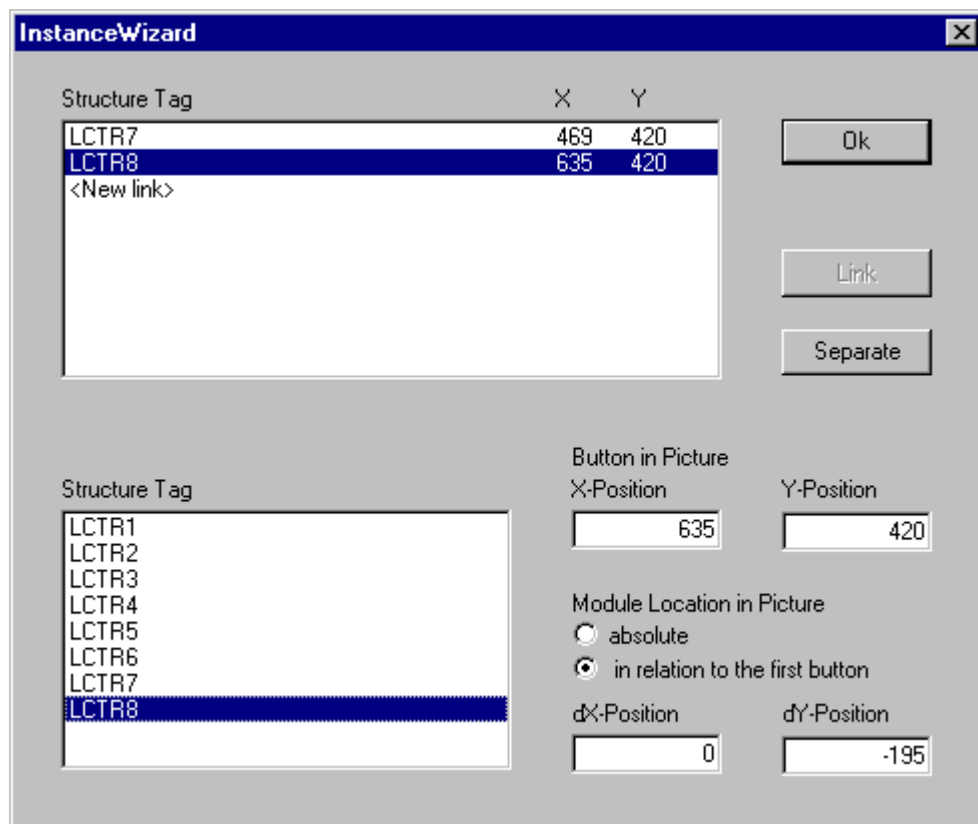 InstanceWizard
Structure Tag X Y
LCTR7 469 420
LCTR8 635 420
<New link>
Ok
Link
Separate
Structure Tag
LCTR1
LCTR2
LCTR3
LCTR4
LCTR5
LCTR6
LCTR7
LCTR8
Button in Picture
X-Position Y-Position
635 420
Module Location in Picture
absolute
in relation to the first button
dX-Position dY-Position
0 -195